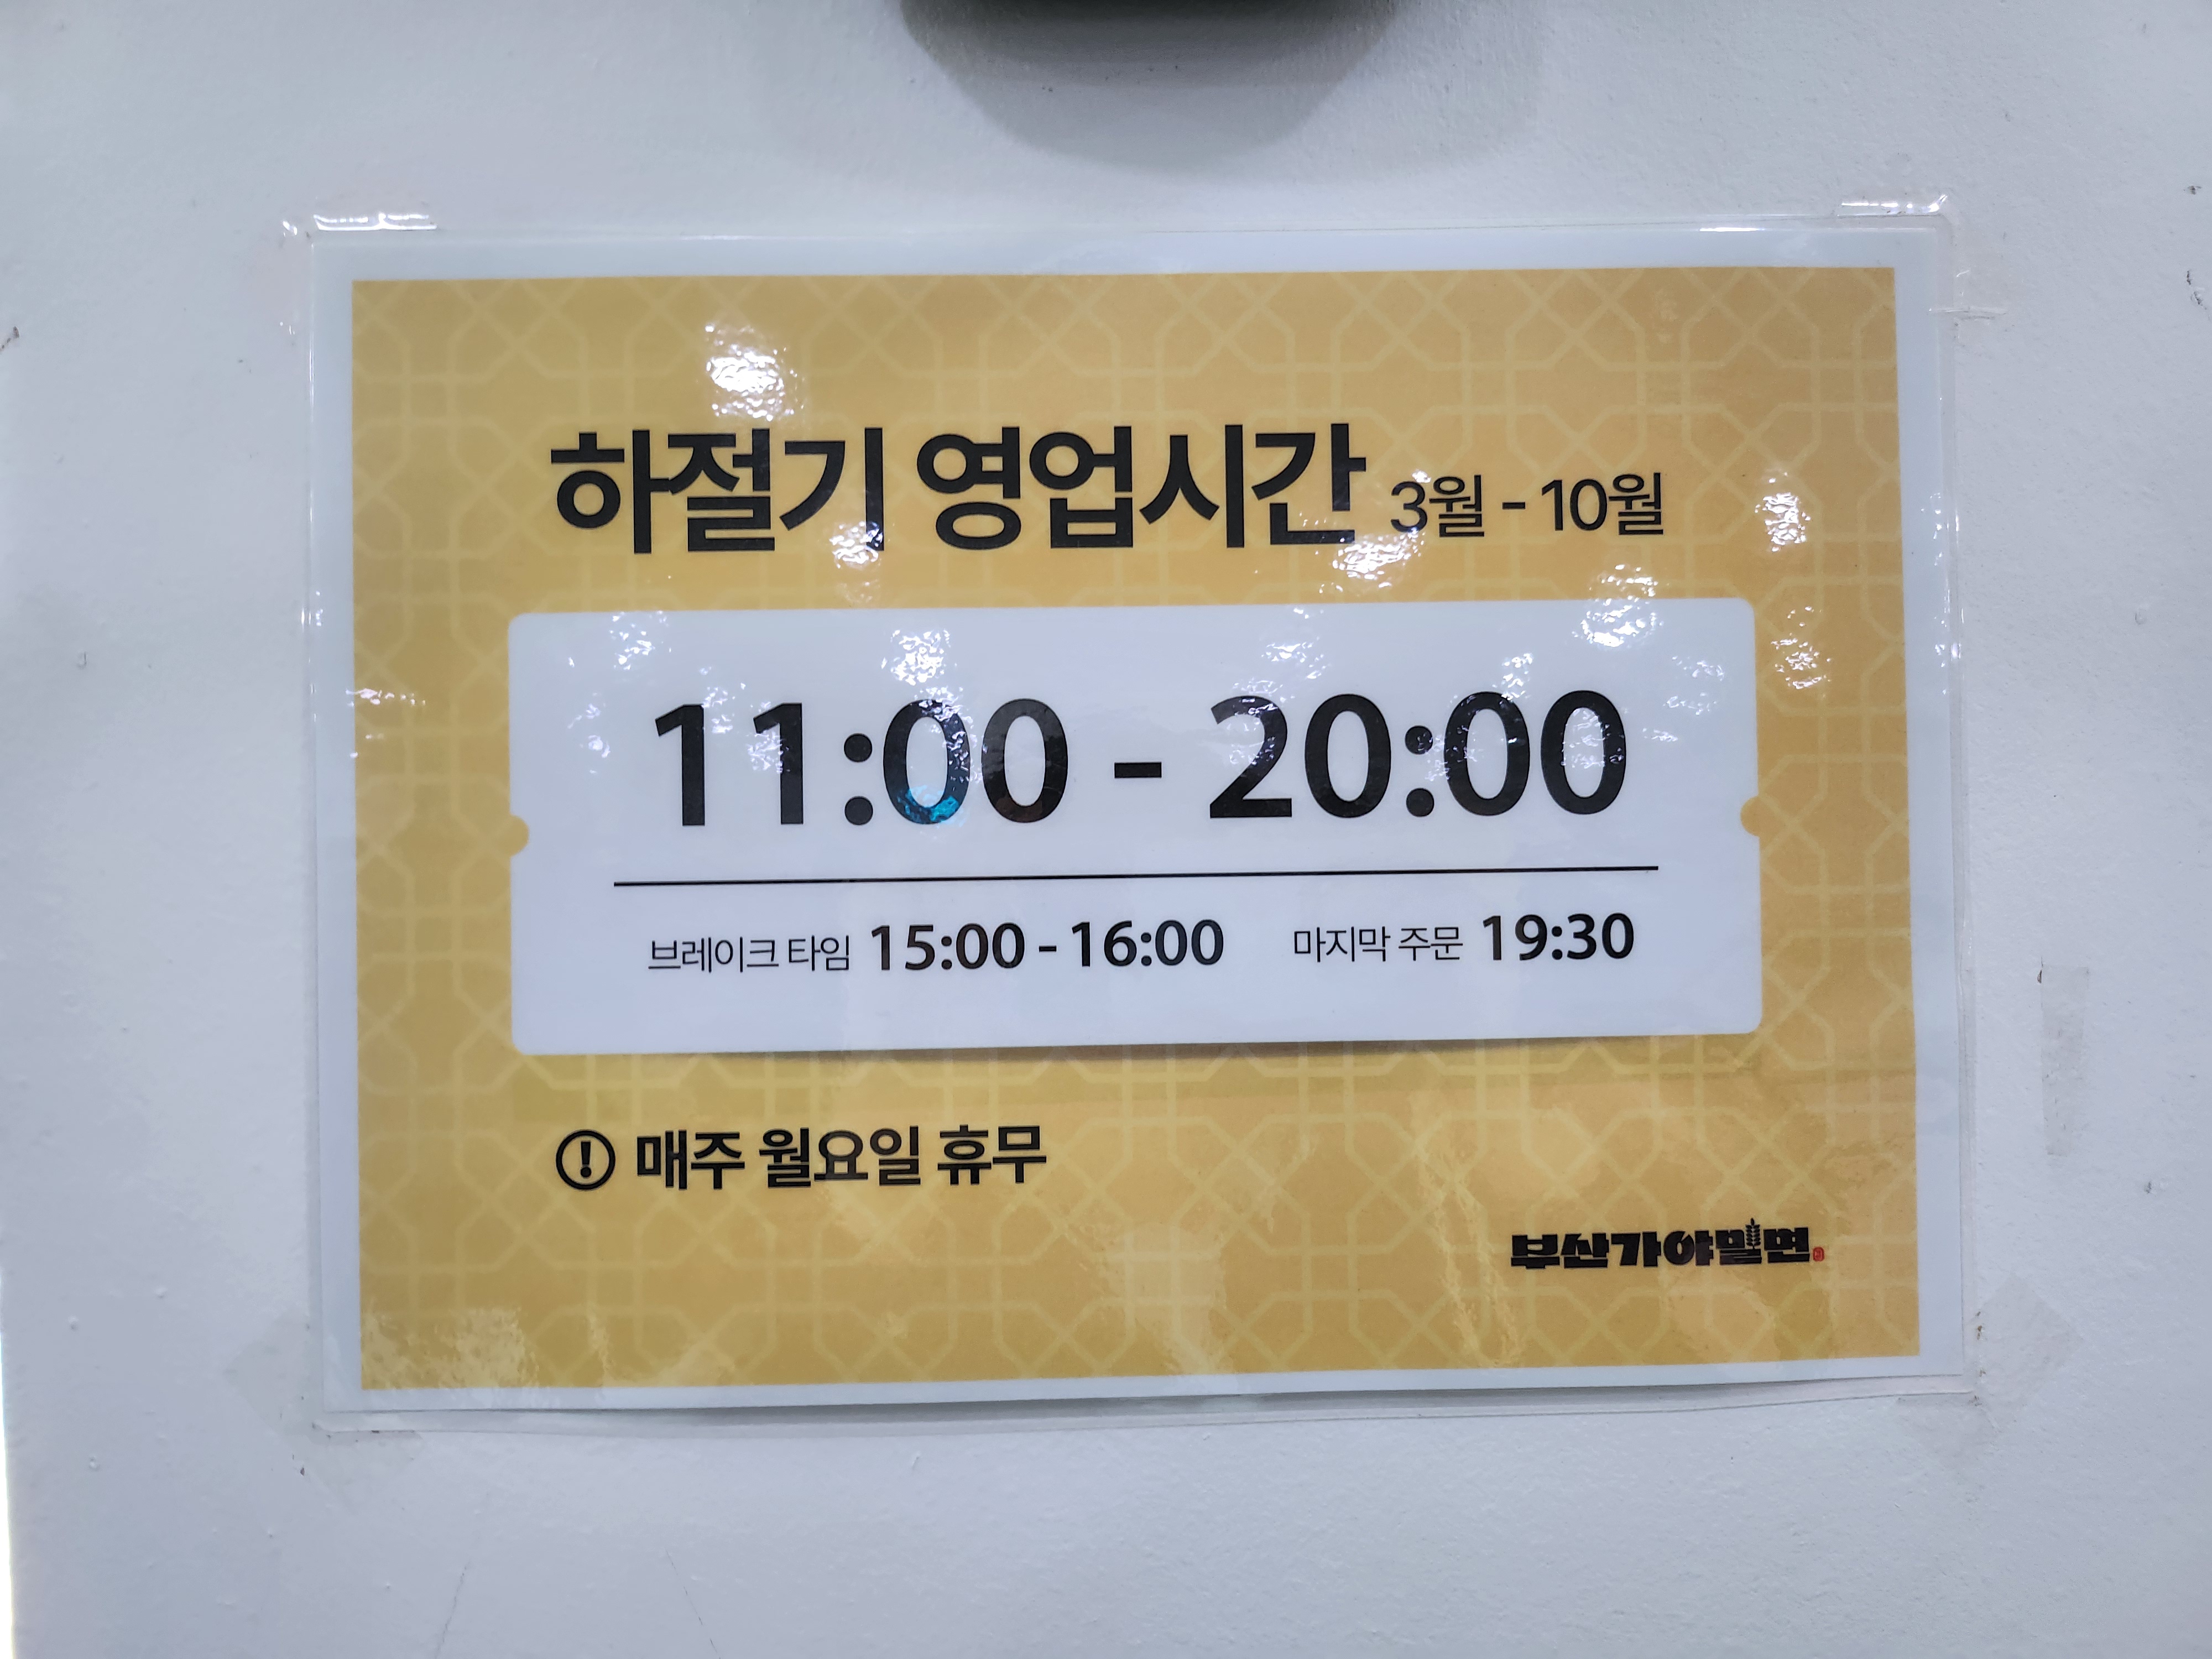 하절기 영업시간 3월 - 10월
11:00 - 20:00
브레이크 타임 15:00 - 16:00 마지막 주문 19:30
! 매주 월요일 휴무
부산가야밀면